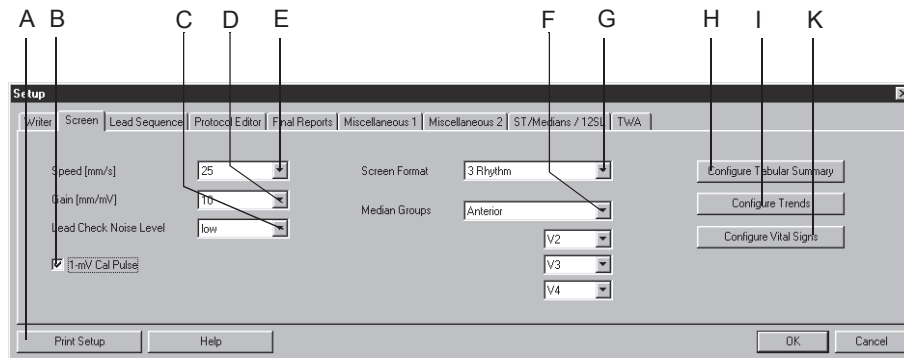 A B C D E F G H I K
Setup
Writer Screen Lead Sequence Protocol Editor Final Reports Miscellaneous 1 Miscellaneous 2 ST/Medians / 12SL TWA
Speed [mm/s] 25 Screen Format 3 Rhythm Configure Tabular Summary
Gain [mm/mV] 10 Median Groups Anterior Configure Trends
Lead Check Noise Level low V2 Configure Vital Signs
1-mV Cal Pulse V3
V4
Print Setup Help OK Cancel